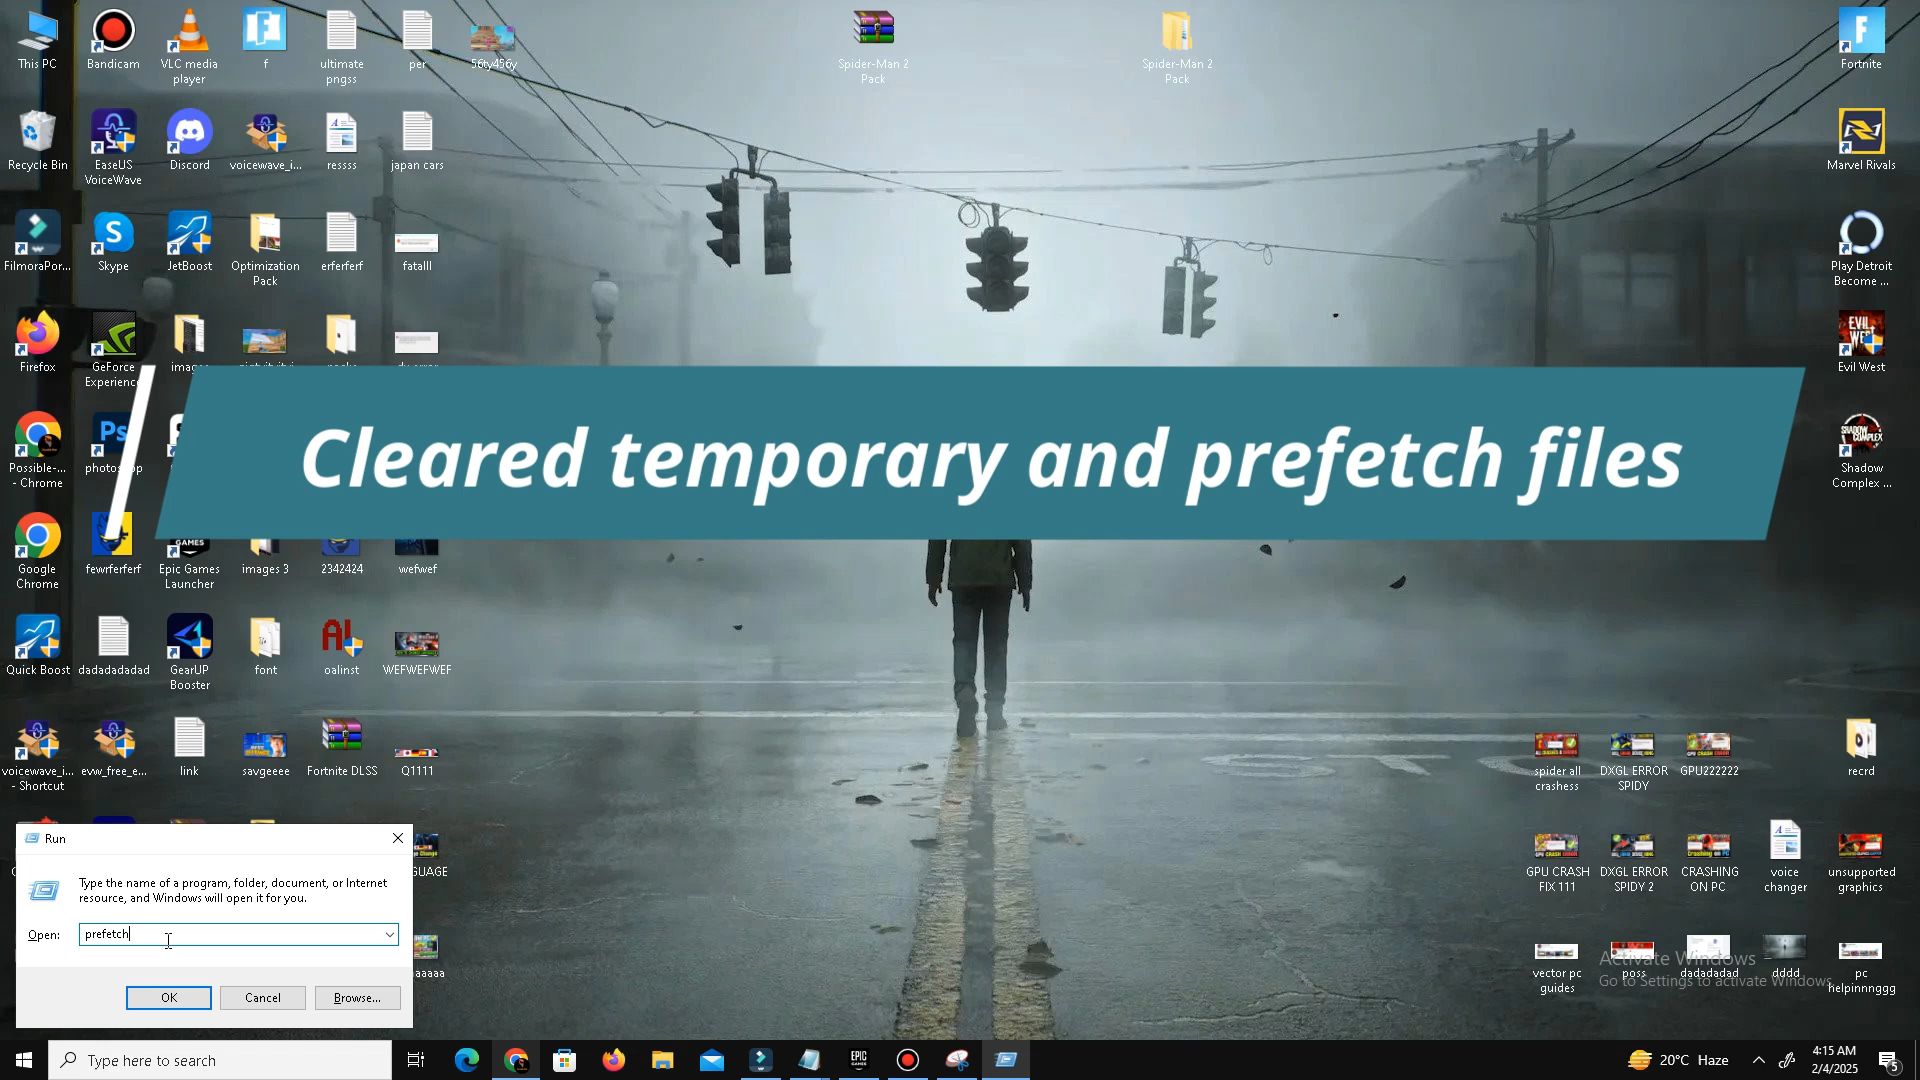 This PC
Bandicam
VLC media
player
f
ultimate
pngss
per
56ty456y
Spider-Man 2
Pack
Spider-Man 2
Pack
Fortnite
Recycle Bin
EaseUS
VoiceWave
Discord
voicewave_i...
ressss
japan cars
Marvel Rivals
FilmoraPor...
Skype
JetBoost
Optimization
Pack
erferferf
fatalll
Play Detroit
Become ...
Firefox
GeForce
Experience
Evil West
Cleared temporary and prefetch files
Possible-...
- Chrome
Shadow
Complex ...
Google
Chrome
fewrferferf
Epic Games
Launcher
images 3
2342424
wefwef
Quick Boost
dadadadadad
GearUP
Booster
font
oalinst
WEFWEFWEF
voicewave_i...
- Shortcut
evw_free_e...
link
savgeeee
Fortnite DLSS
Q1111
spider all
crashess
DXGL ERROR
SPIDY
GPU222222
recrd
GPU CRASH
FIX 111
DXGL ERROR
SPIDY 2
CRASHING
ON PC
voice
changer
unsupported
graphics
vector pc
guides
poss
dadadadad
dddd
pc
helpinnnggg
Activate Windows
Go to Settings to activate Windows.
Run
Type the name of a program, folder, document, or Internet
resource, and Windows will open it for you.
Open:
prefetch
OK
Cancel
Browse...
Type here to search
20°C Haze
4:15 AM
2/4/2025
5